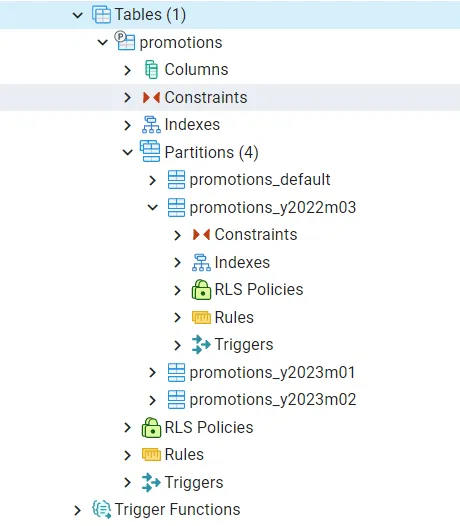 Tables (1)
P promotions
Columns
Constraints
Indexes
Partitions (4)
promotions_default
promotions_y2022m03
Constraints
Indexes
RLS Policies
Rules
Triggers
promotions_y2023m01
promotions_y2023m02
RLS Policies
Rules
Triggers
Trigger Functions